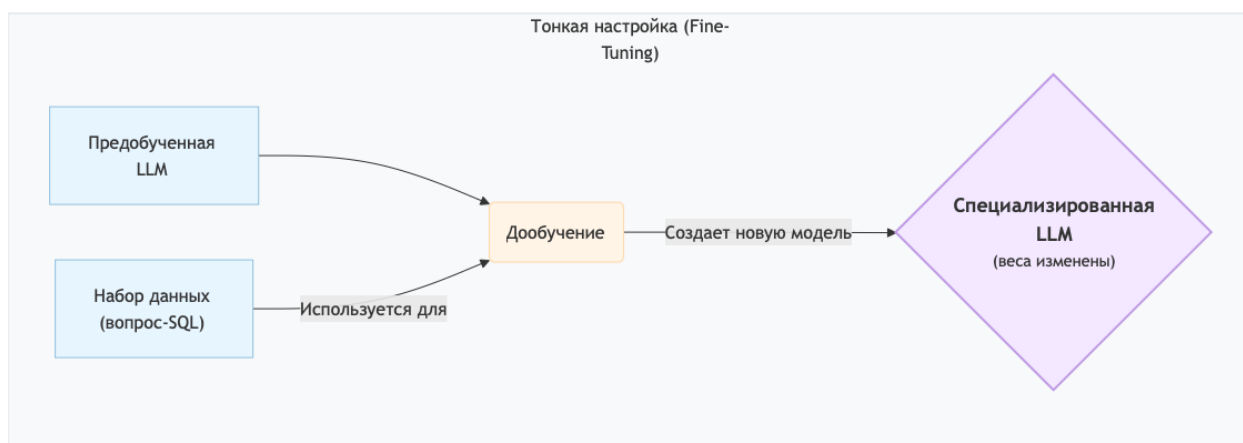 Тонкая настройка (Fine-
Tuning)
Предобученная
LLM
Набор данных
(вопрос-SQL)
Используется для
Дообучение
Создает новую модель
Специализированная
LLM
(веса изменены)